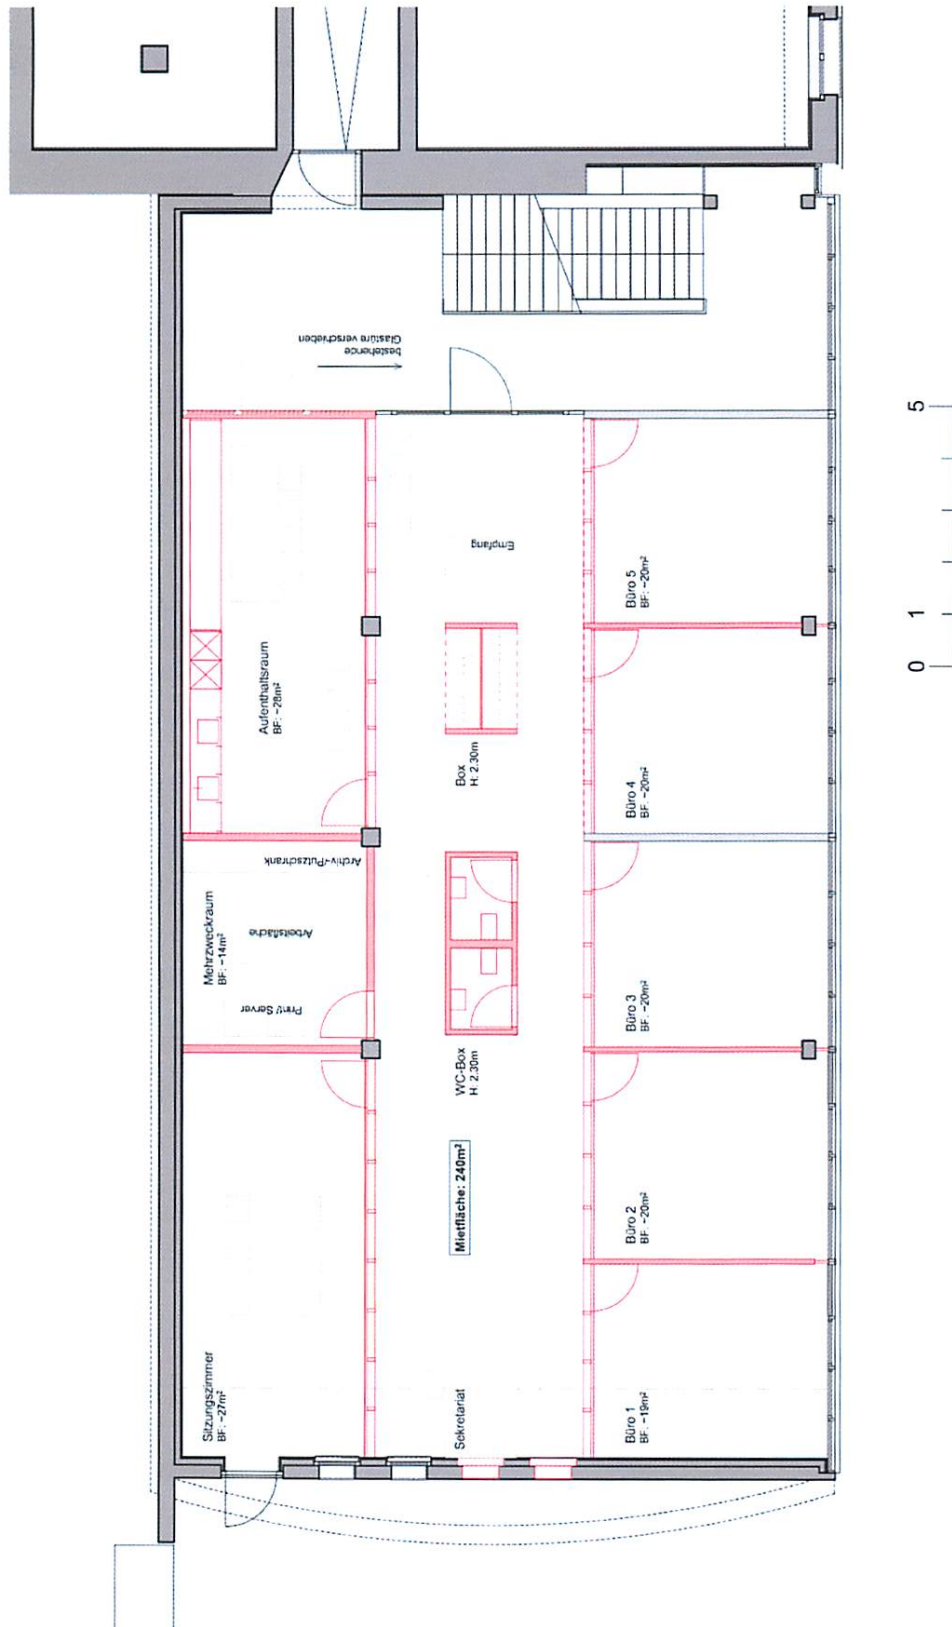 bestehende
Glastüre verschieben
Aufenthaltsraum
BF: ~28m²
Empfang
Büro 5
BF: ~20m²
Box
H: 2.30m
Büro 4
BF: ~20m²
Archiv-/Putzschrank
Mehrzweckraum
BF: ~14m²
Arbeitsfläche
Print/ Server
WC-Box
H: 2.30m
Büro 3
BF: ~20m²
Mietfläche: 240m²
Büro 2
BF: ~20m²
Sitzungszimmer
BF: ~27m²
Sekretariat
Büro 1
BF: ~19m²
0 1 5